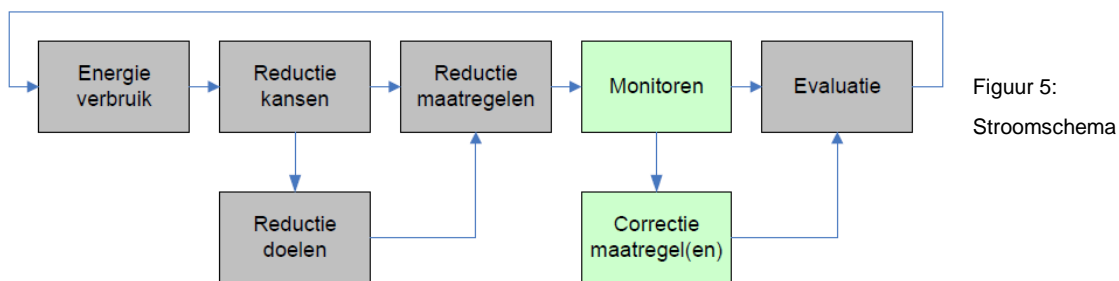 Energie
verbruik
Reductie
kansen
Reductie
maatregelen
Monitoren
Evaluatie
Figuur 5:
Stroomschema
Reductie
doelen
Correctie
maatregel(en)